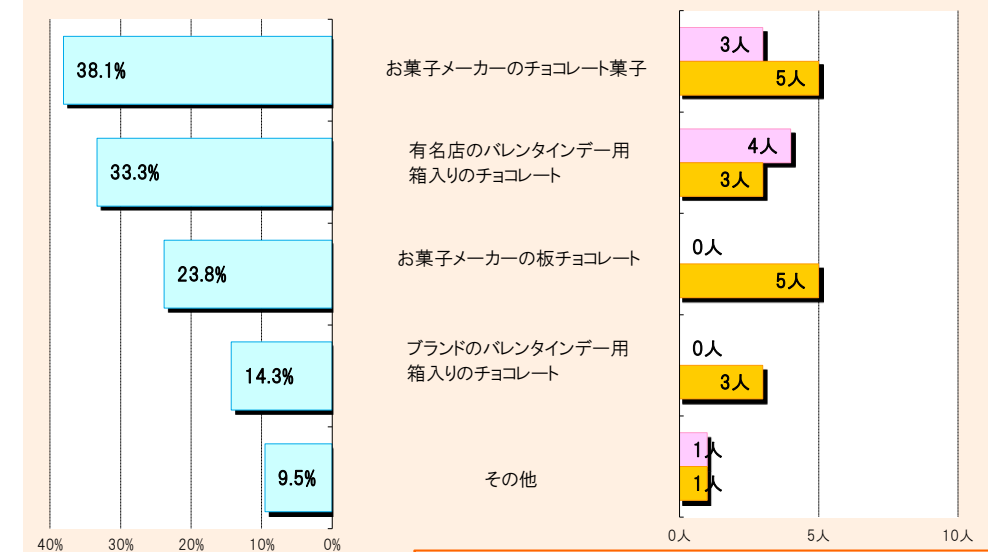 38.1%
お菓子メーカーのチョコレート菓子
3人
5人
33.3%
有名店のバレンタインデー用
箱入りのチョコレート
4人
3人
23.8%
お菓子メーカーの板チョコレート
0人
5人
14.3%
ブランドのバレンタインデー用
箱入りのチョコレート
0人
3人
9.5%
その他
1人
1人
40% 30% 20% 10% 0%
0人 5人 10人